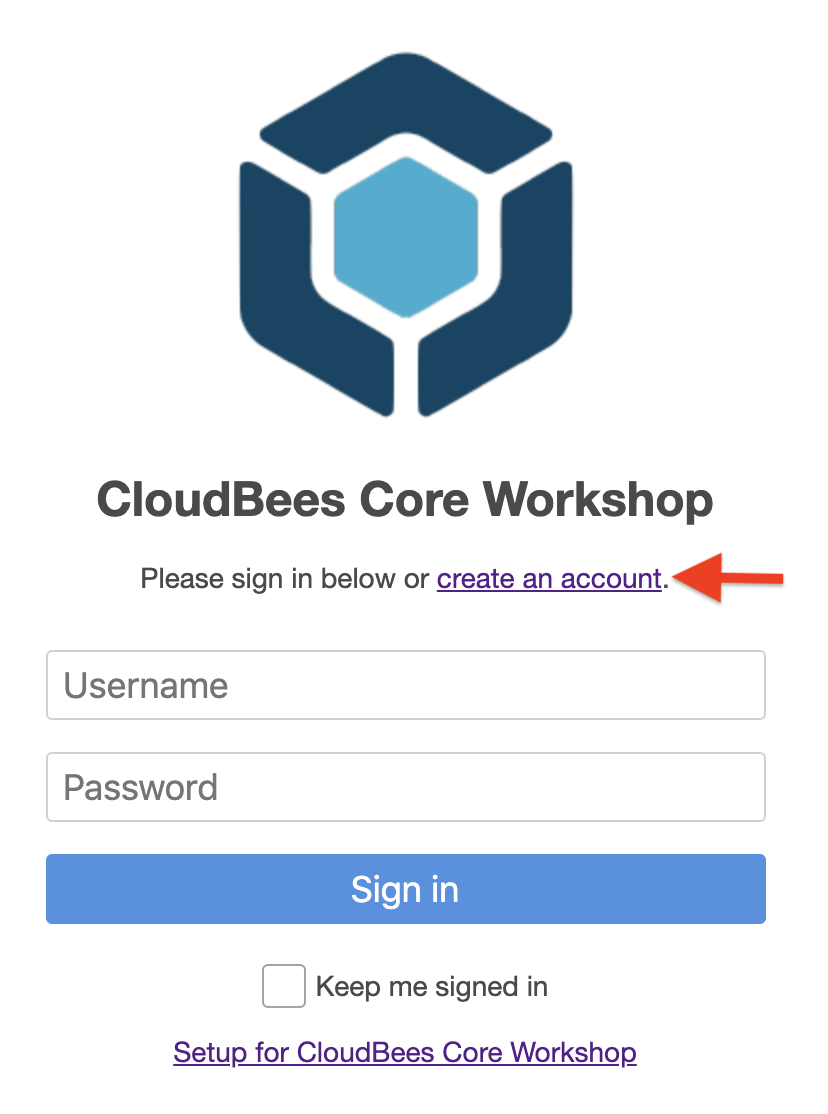 CloudBees Core Workshop
Please sign in below or create an account.
Username
Password
Sign in
Keep me signed in
Setup for CloudBees Core Workshop